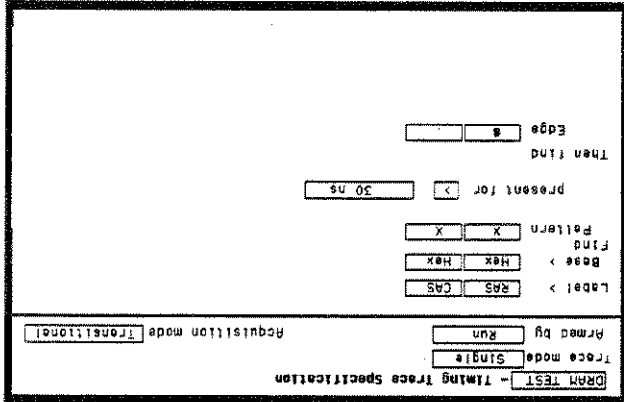 DRAM TEST - Timing Trace Specification
Trace mode Single
Armed by Run Acquisition mode Transitional
Label > RAS CAS
Base > Hex Hex
Find
Pattern X X
present for > 30 ns
Then find
Edge .